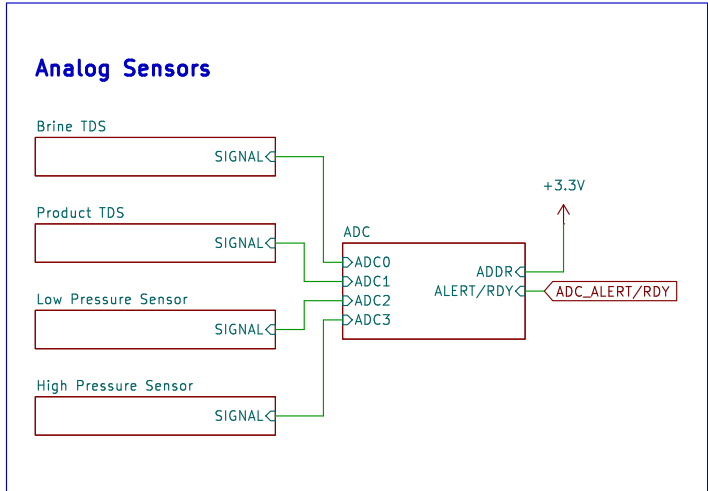 Analog Sensors
Brine TDS
SIGNAL
Product TDS
SIGNAL
Low Pressure Sensor
SIGNAL
High Pressure Sensor
SIGNAL
ADC
ADC0
ADC1
ADC2
ADC3
ADDR
ALERT/RDY
+3.3V
ADC_ALERT/RDY